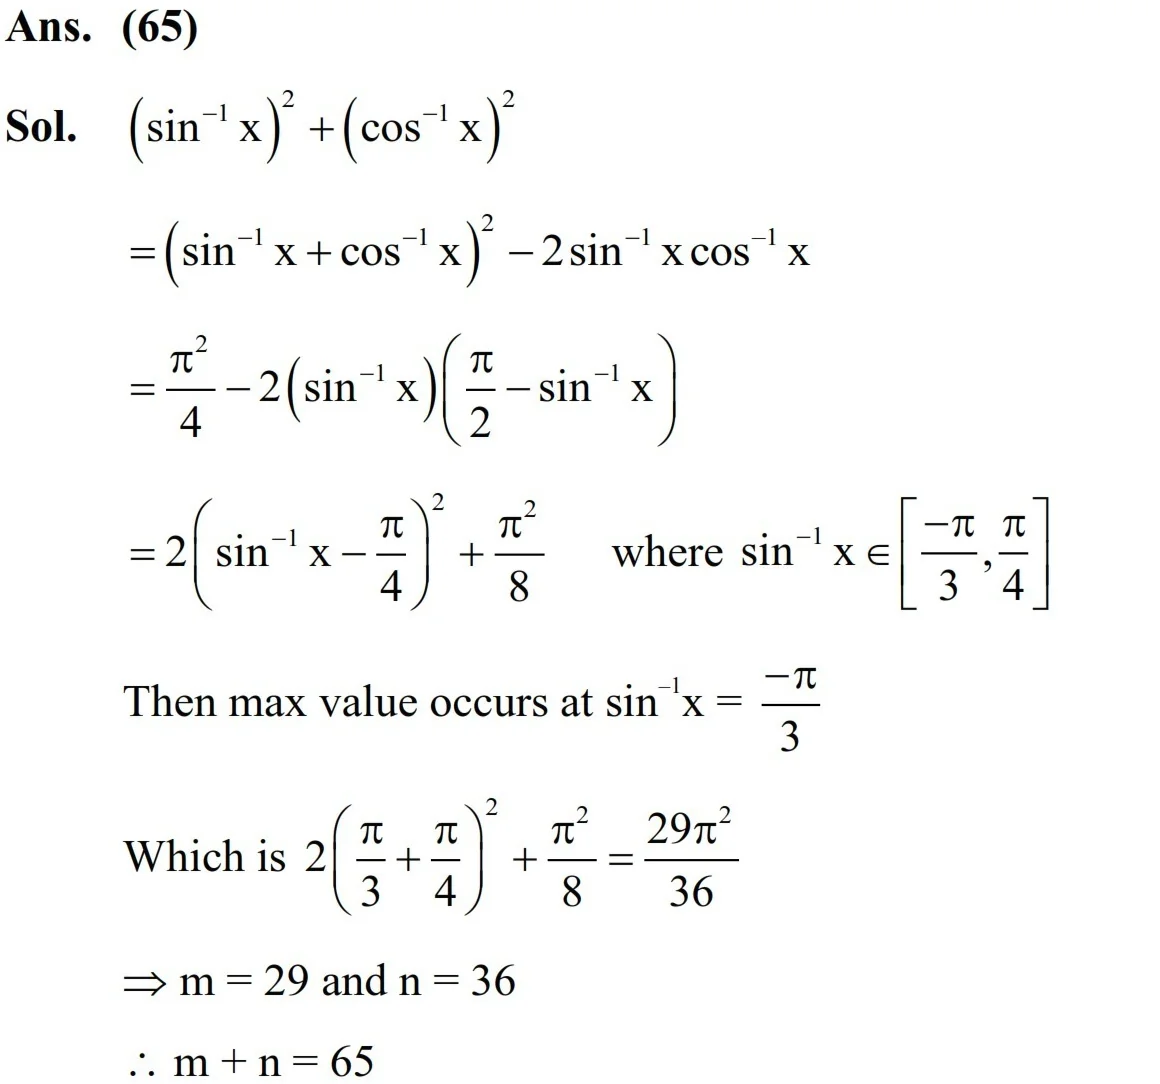 Ans. (65)
Sol. (sin⁻¹ x)² + (cos⁻¹ x)²
= (sin⁻¹ x + cos⁻¹ x)² − 2 sin⁻¹ x cos⁻¹ x
= π²/4 − 2(sin⁻¹ x)(π/2 − sin⁻¹ x)
= 2(sin⁻¹ x − π/4)² + π²/8 where sin⁻¹ x ∈ [−π/3, π/4]
Then max value occurs at sin⁻¹x = −π/3
Which is 2(π/3 + π/4)² + π²/8 = 29π²/36
⇒ m = 29 and n = 36
∴ m + n = 65